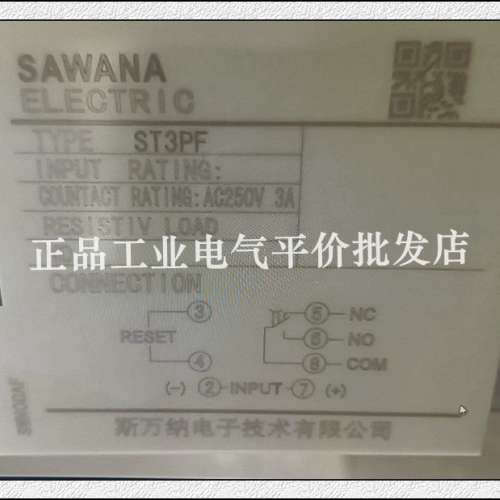 SAWANA
ELECTRIC
TYPE ST3PF
INPUT RATING:
COUNTACT RATING:AC250V 3A
RESISTIV LOAD
正品工业电气平价批发店
CONNECTION
③ ⑤ NC
RESET ⑥ NO
④ ⑧ COM
(-) ② INPUT ⑦ (+)
斯万纳电子技术有限公司